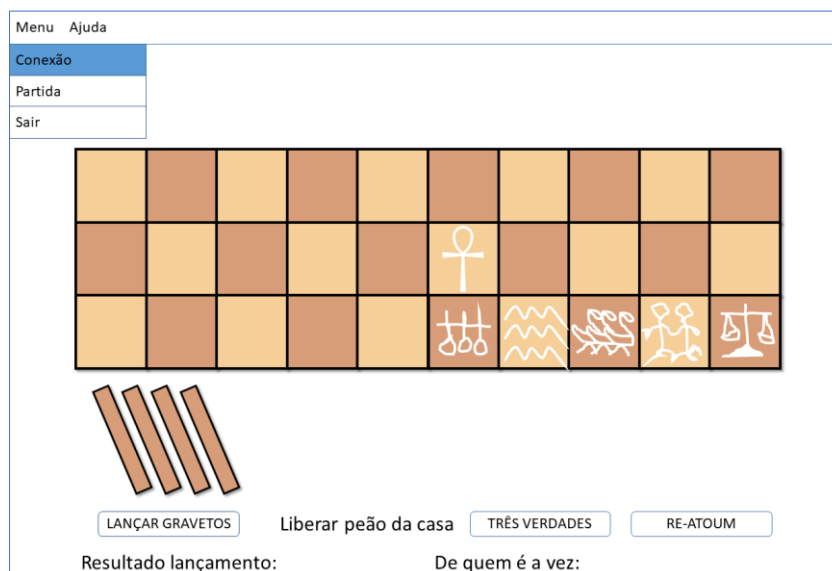 Menu Ajuda
Conexão
Partida
Sair
LANÇAR GRAVETOS Liberar peão da casa TRÊS VERDADES RE-ATOUM
Resultado lançamento: De quem é a vez: